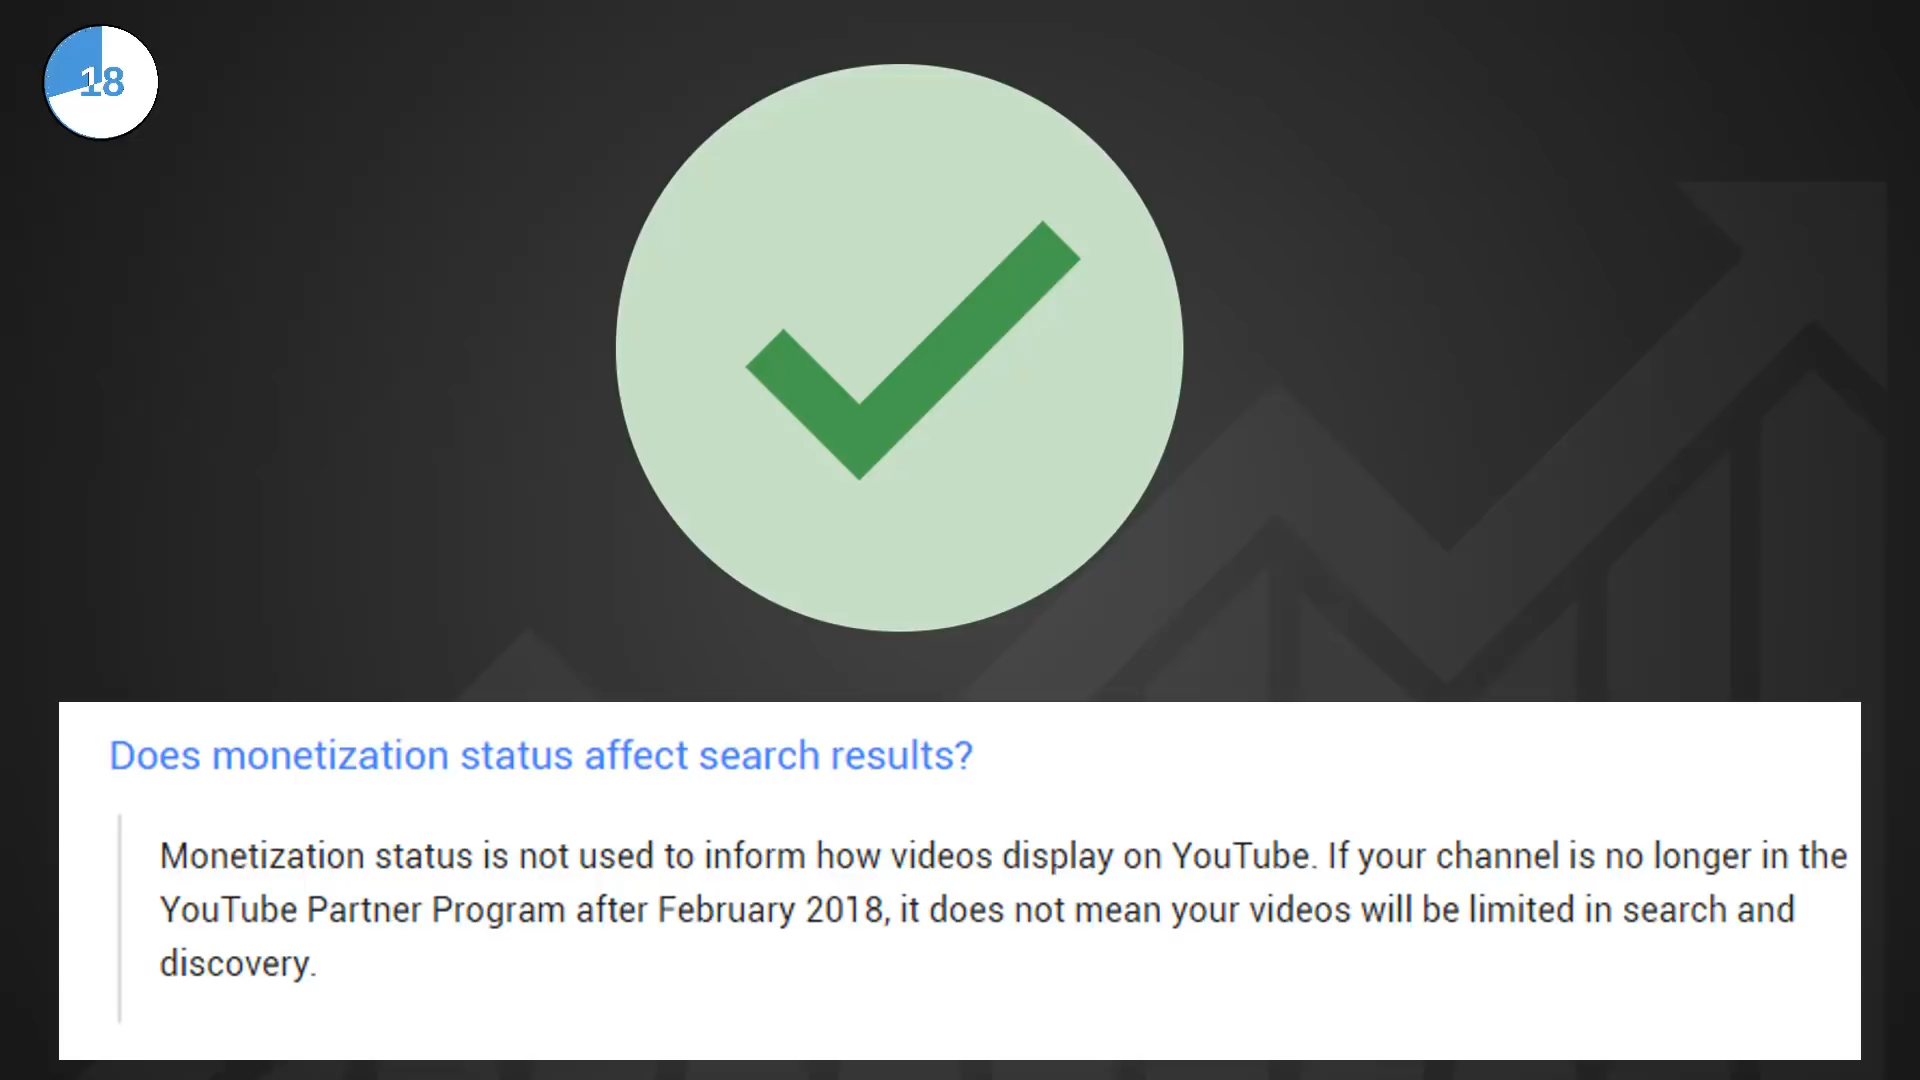 18
Does monetization status affect search results?
Monetization status is not used to inform how videos display on YouTube. If your channel is no longer in the
YouTube Partner Program after February 2018, it does not mean your videos will be limited in search and
discovery.